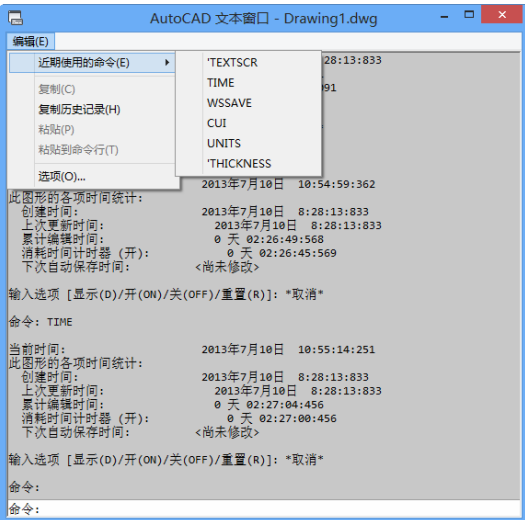 AutoCAD 文本窗口 - Drawing1.dwg
编辑(E)
近期使用的命令(E)
复制(C)
复制历史记录(H)
粘贴(P)
粘贴到命令行(T)
选项(O)...
'TEXTSCR
TIME
WSSAVE
CUI
UNITS
'THICKNESS
28:13:833
91
2013年7月10日 10:54:59:362
此图形的各项时间统计:
创建时间: 2013年7月10日 8:28:13:833
上次更新时间: 2013年7月10日 8:28:13:833
累计编辑时间: 0 天 02:26:49:568
消耗时间计时器 (开): 0 天 02:26:45:569
下次自动保存时间: <尚未修改>
输入选项 [显示(D)/开(ON)/关(OFF)/重置(R)]: *取消*
命令: TIME
当前时间: 2013年7月10日 10:55:14:251
此图形的各项时间统计:
创建时间: 2013年7月10日 8:28:13:833
上次更新时间: 2013年7月10日 8:28:13:833
累计编辑时间: 0 天 02:27:04:456
消耗时间计时器 (开): 0 天 02:27:00:456
下次自动保存时间: <尚未修改>
输入选项 [显示(D)/开(ON)/关(OFF)/重置(R)]: *取消*
命令:
命令: